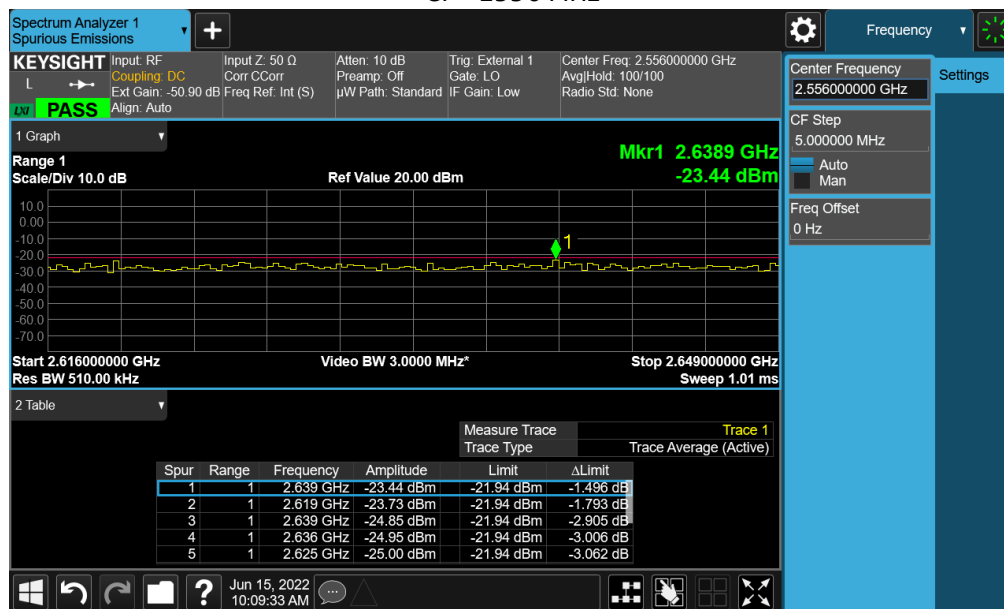 Spectrum Analyzer 1
Spurious Emissions
Frequency
KEYSIGHT Input: RF Input Z: 50 Ω Atten: 10 dB Trig: External 1 Center Freq: 2.556000000 GHz
L Coupling: DC Corr CCorr Preamp: Off Gate: LO Avg|Hold: 100/100
Ext Gain: -50.90 dB Freq Ref: Int (S) µW Path: Standard IF Gain: Low Radio Std: None
LXI PASS Align: Auto
Center Frequency
2.556000000 GHz
Settings
CF Step
5.000000 MHz
Auto
Man
Freq Offset
0 Hz
1 Graph
Range 1 Mkr1 2.6389 GHz
Scale/Div 10.0 dB Ref Value 20.00 dBm -23.44 dBm
10.0
0.00
-10.0
-20.0
-30.0
-40.0
-50.0
-60.0
-70.0
1
Start 2.616000000 GHz Video BW 3.0000 MHz* Stop 2.649000000 GHz
Res BW 510.00 kHz Sweep 1.01 ms
2 Table
Measure Trace Trace 1
Trace Type Trace Average (Active)
Spur Range Frequency Amplitude Limit ΔLimit
1 1 2.639 GHz -23.44 dBm -21.94 dBm -1.496 dB
2 1 2.619 GHz -23.73 dBm -21.94 dBm -1.793 dB
3 1 2.639 GHz -24.85 dBm -21.94 dBm -2.905 dB
4 1 2.636 GHz -24.95 dBm -21.94 dBm -3.006 dB
5 1 2.625 GHz -25.00 dBm -21.94 dBm -3.062 dB
? Jun 15, 2022
10:09:33 AM